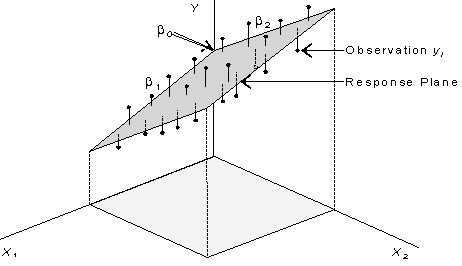 Y
β₀
β₂
Observation yᵢ
β₁
Response Plane
X₁
X₂